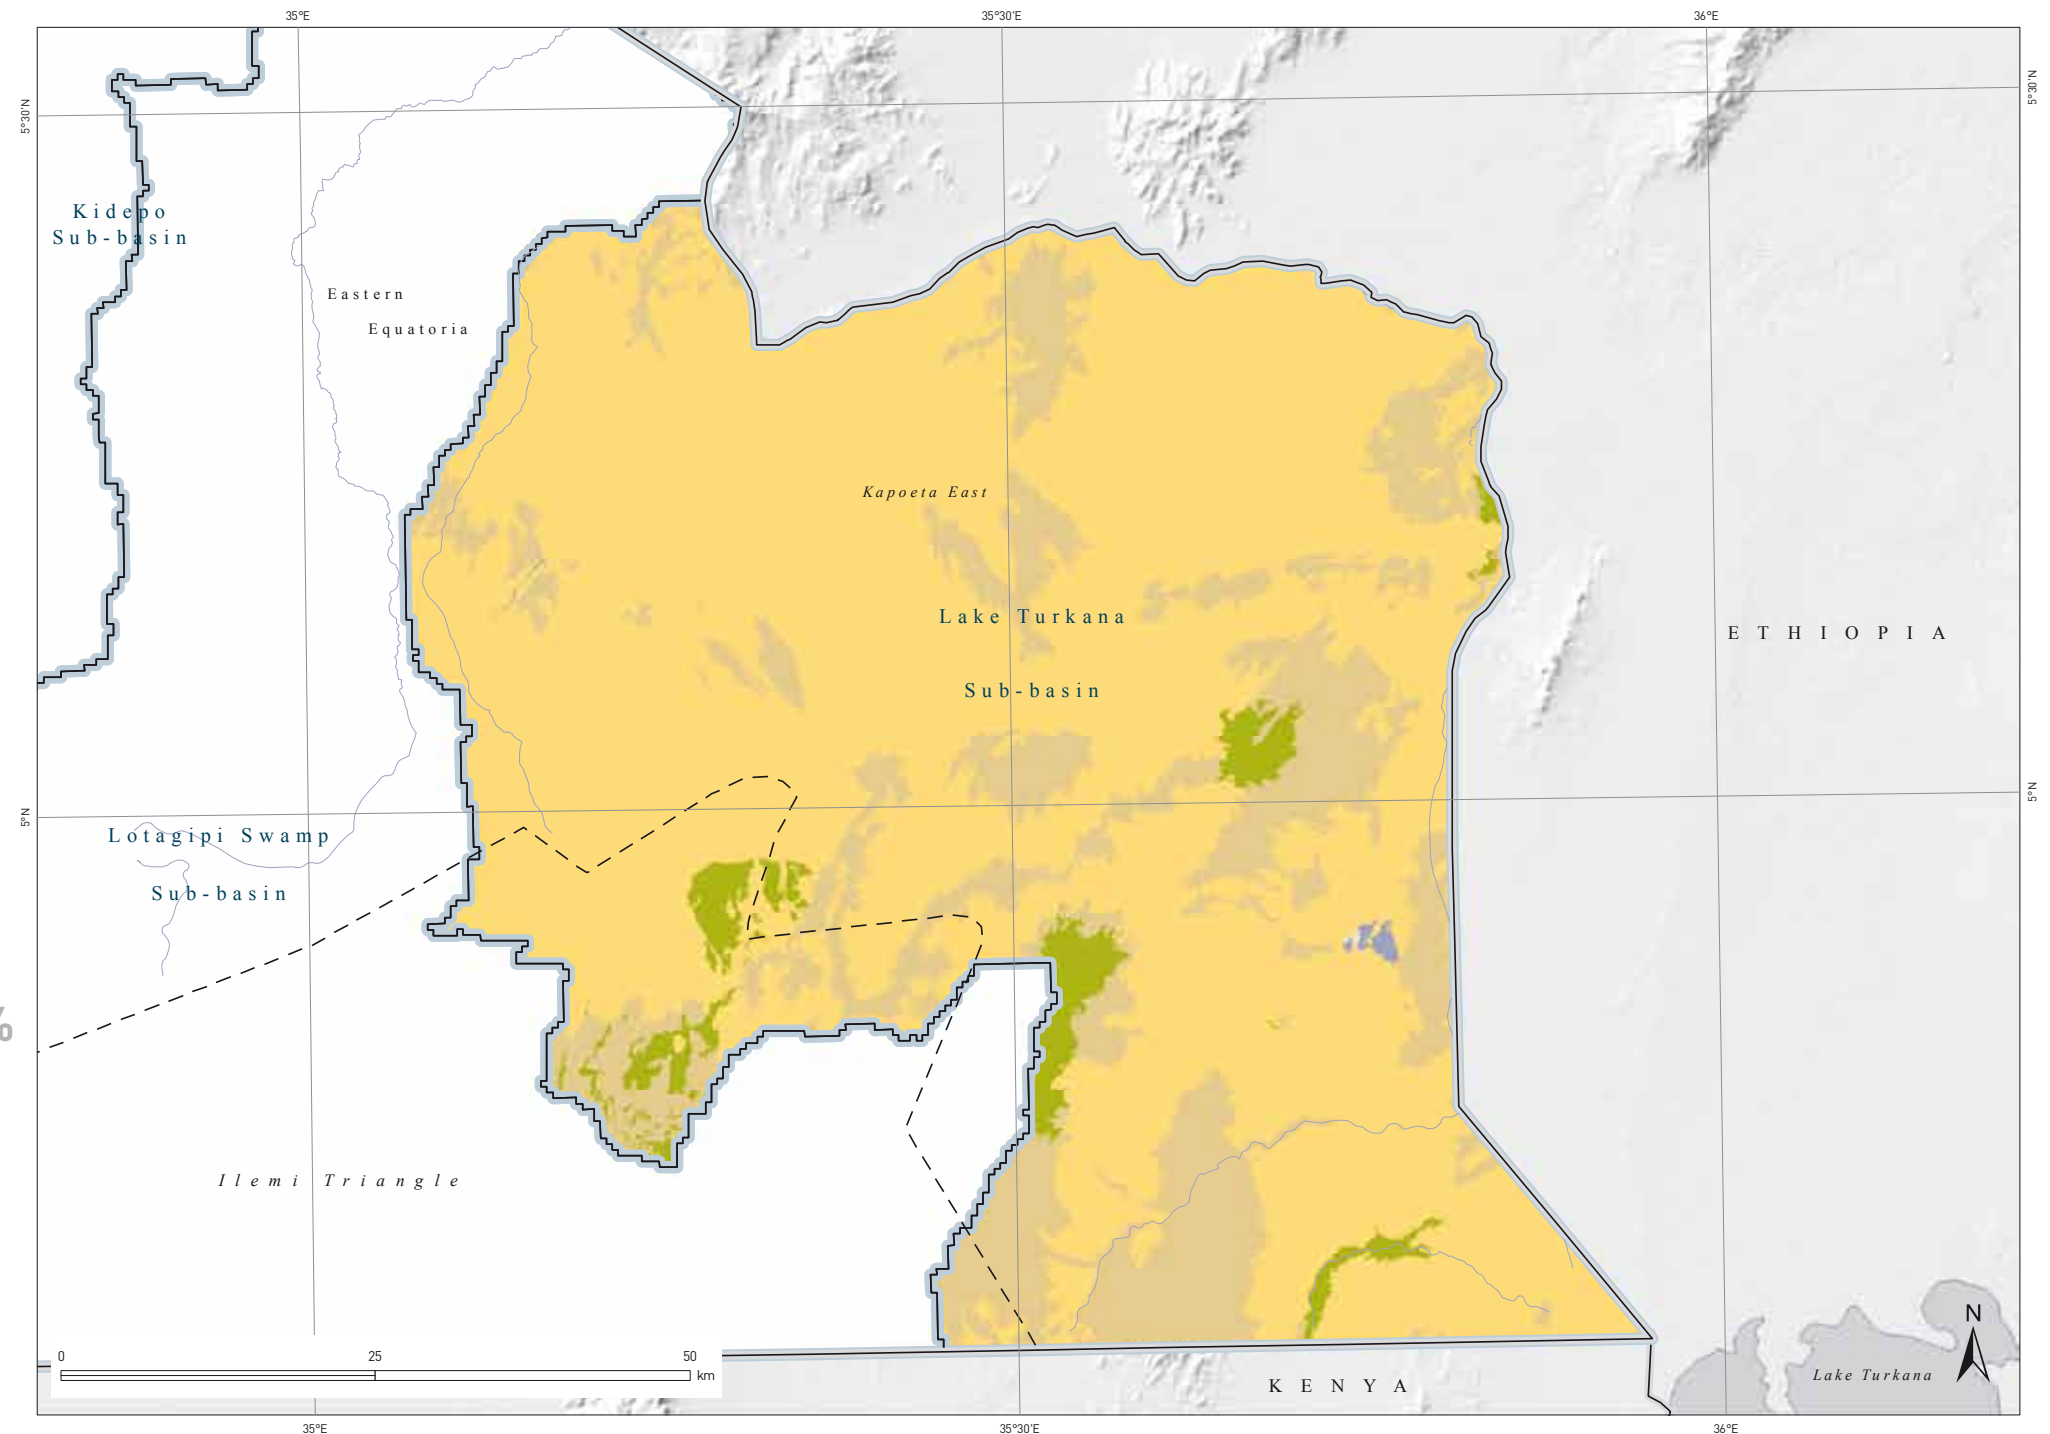 35°E
35°30'E
36°E
5°30'N
5°30'N
Kidepo
Sub-basin
Eastern
Equatoria
Kapoeta East
Lake Turkana
Sub-basin
ETHIOPIA
5°N
5°N
Lotagipi Swamp
Sub-basin
%
Ilemi Triangle
N
0
25
50
km
KENYA
Lake Turkana
35°E
35°30'E
36°E